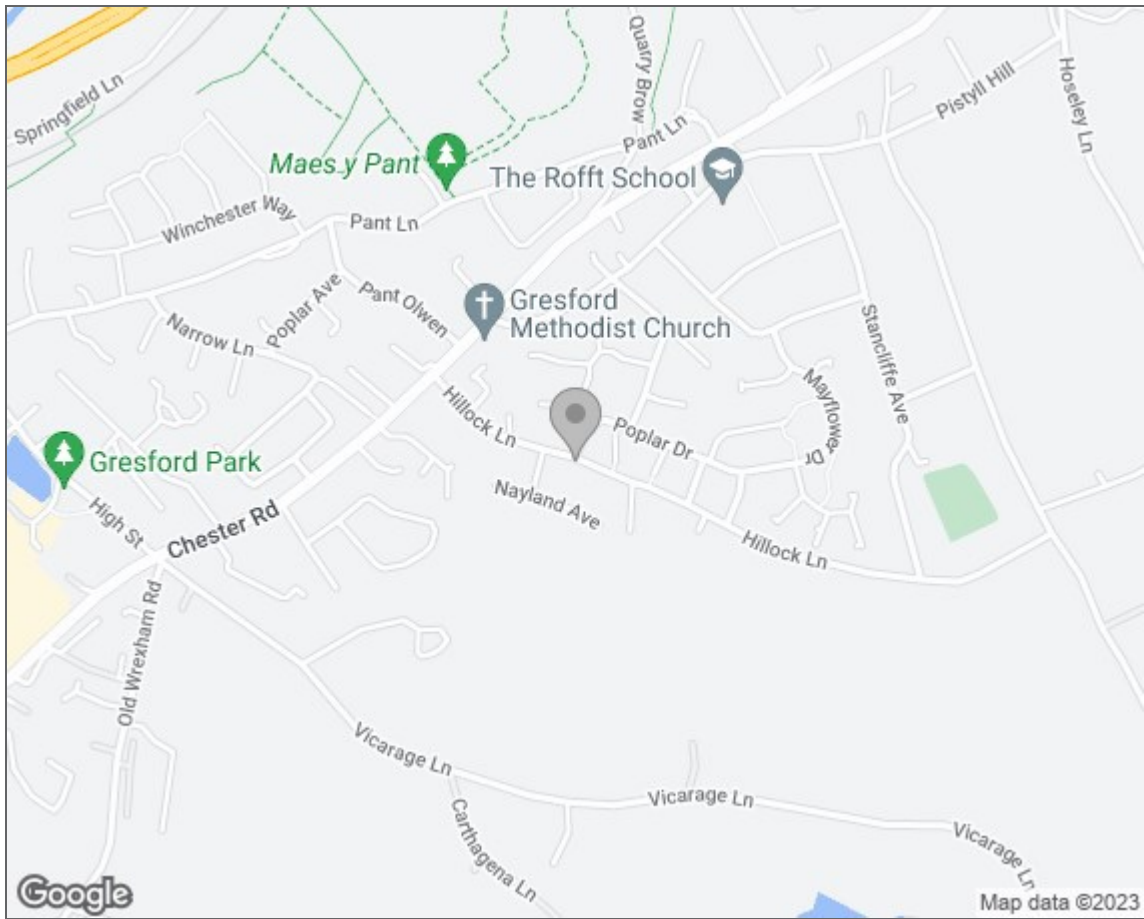 Springfield Ln
Quarry Brow
Hoseley Ln
Pistyll Hill
Pant Ln
Maes y Pant
The Rofft School
Winchester Way
Pant Ln
Poplar Ave
Pant Olwen
Gresford
Methodist Church
Narrow Ln
Stancliffe Ave
Mayflower Dr
Hillock Ln
Poplar Dr
Gresford Park
Nayland Ave
High St
Chester Rd
Hillock Ln
Old Wrexham Rd
Vicarage Ln
Vicarage Ln
Carthagena Ln
Vicarage Ln
Google
Map data ©2023